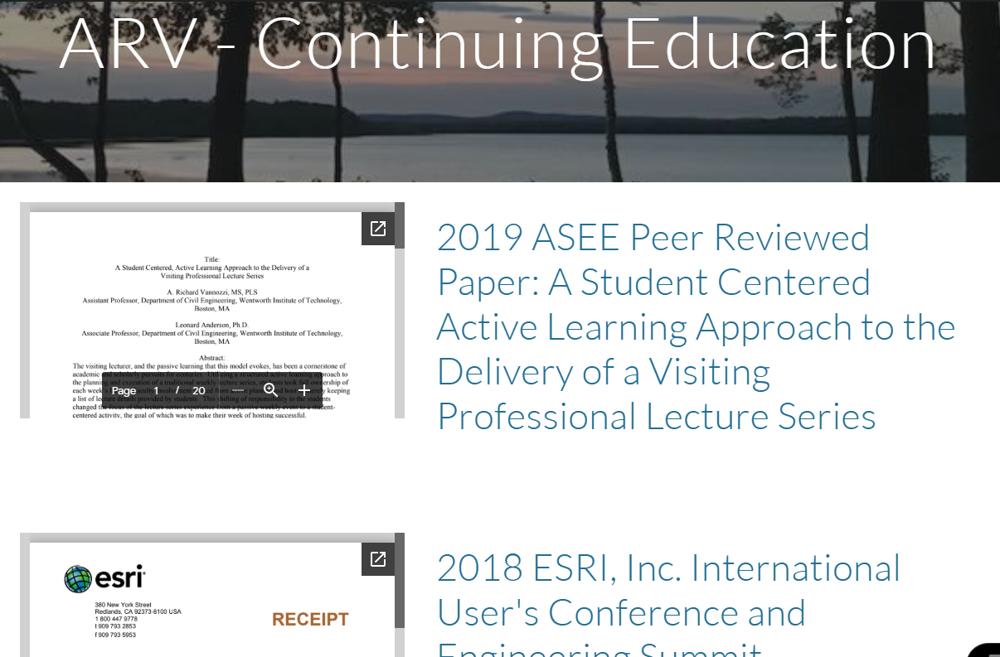 ARV - Continuing Education
Title:
A Student Centered, Active Learning Approach to the Delivery of a
Visiting Professional Lecture Series
A. Richard Vannozzi, MS, PLS
Assistant Professor, Department of Civil Engineering, Wentworth Institute of Technology,
Boston, MA
Leonard Anderson, Ph.D.
Associate Professor, Department of Civil Engineering, Wentworth Institute of Technology,
Boston, MA
Abstract:
The visiting lecturer, and the passive learning that this model evokes, has been a cornerstone of
academic and scholarly pursuits for centuries. Utilizing a structured active learning approach to
the planning and execution of a traditional weekly lecture series, students took full ownership of
each week's keeping
a list of lecture details provided by students. This shifting of responsibility to the students
changed the focus of the lecture series experience from a passive weekly event to a student-
centered activity, the goal of which was to make their week of hosting successful.
Page 1 / 20
2019 ASEE Peer Reviewed
Paper: A Student Centered
Active Learning Approach to the
Delivery of a Visiting
Professional Lecture Series
esri
380 New York Street
Redlands, CA 92373-8100 USA
1 800 447 9778
t 909 793 2853
f 909 793 5953
RECEIPT
2018 ESRI, Inc. International
User's Conference and
Engineering Summit